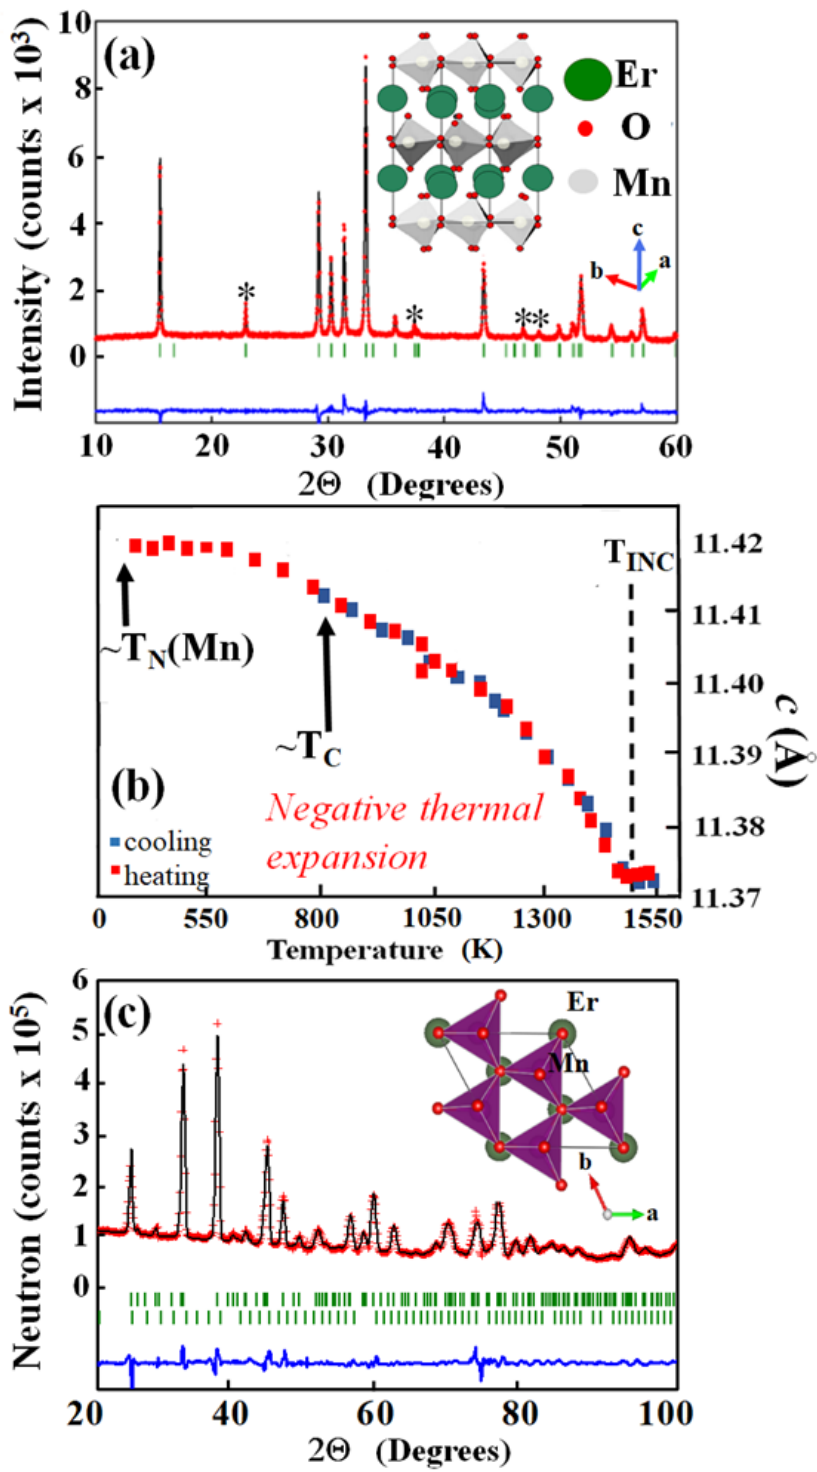 (a)
Intensity (counts x 10³)
10
8
6
4
2
0
*
*
**
Er
O
Mn
c
b
a
10 20 30 40 50 60
2Θ (Degrees)
(b)
T_INC
~T_N(Mn)
~T_C
Negative thermal
expansion
cooling
heating
11.42
11.41
11.40
11.39
11.38
11.37
c (Å)
0 550 800 1050 1300 1550
Temperature (K)
(c)
Neutron (counts x 10⁵)
6
5
4
3
2
1
0
Er
Mn
b
a
20 40 60 80 100
2Θ (Degrees)